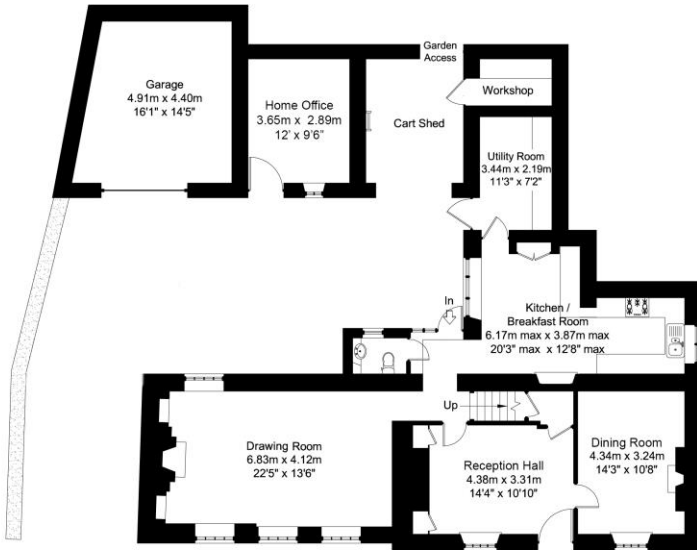 Garage
4.91m x 4.40m
16'1" x 14'5"
Home Office
3.65m x 2.89m
12' x 9'6"
Garden
Access
Workshop
Cart Shed
Utility Room
3.44m x 2.19m
11'3" x 7'2"
In
Kitchen /
Breakfast Room
6.17m max x 3.87m max
20'3" max x 12'8" max
Up
Drawing Room
6.83m x 4.12m
22'5" x 13'6"
Reception Hall
4.38m x 3.31m
14'4" x 10'10"
Dining Room
4.34m x 3.24m
14'3" x 10'8"